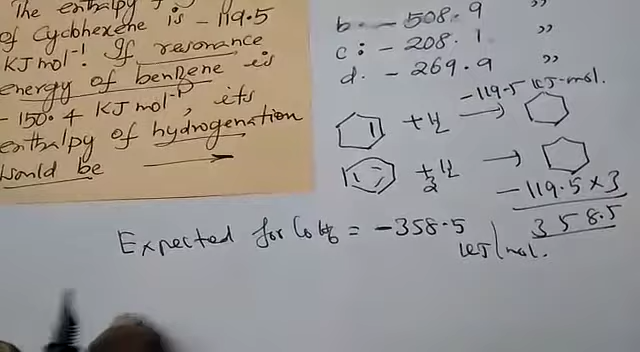 The enthalpy
of Cyclohexene is - 119.5
KJ mol⁻¹. If resonance
energy of benzene is
- 150.4 KJ mol⁻¹, its
enthalpy of hydrogenation
would be →
b. - 508.9 "
c: - 208.1 "
d. - 269.9 "
+ H₂ → -119.5 KJ-mol.
+ 3H₂ →
- 119.5 x 3
358.5
Expected for C₆H₆ = - 358.5 KJ/mol.